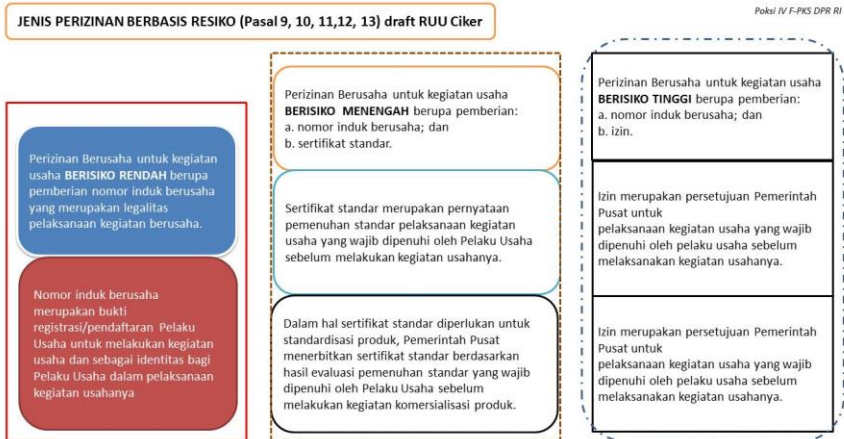 JENIS PERIZINAN BERBASIS RESIKO (Pasal 9, 10, 11,12, 13) draft RUU Ciker
Poksi IV F-PKS DPR RI
Perizinan Berusaha untuk kegiatan
usaha BERISIKO RENDAH berupa
pemberian nomor induk berusaha
yang merupakan legalitas
pelaksanaan kegiatan berusaha.
Nomor induk berusaha
merupakan bukti
registrasi/pendaftaran Pelaku
Usaha untuk melakukan kegiatan
usaha dan sebagai identitas bagi
Pelaku Usaha dalam pelaksanaan
kegiatan usahanya
Perizinan Berusaha untuk kegiatan usaha
BERISIKO MENENGAH berupa pemberian:
a. nomor induk berusaha; dan
b. sertifikat standar.
Sertifikat standar merupakan pernyataan
pemenuhan standar pelaksanaan kegiatan
usaha yang wajib dipenuhi oleh Pelaku Usaha
sebelum melakukan kegiatan usahanya.
Dalam hal sertifikat standar diperlukan untuk
standardisasi produk, Pemerintah Pusat
menerbitkan sertifikat standar berdasarkan
hasil evaluasi pemenuhan standar yang wajib
dipenuhi oleh Pelaku Usaha sebelum
melakukan kegiatan komersialisasi produk.
Perizinan Berusaha untuk kegiatan usaha
BERISIKO TINGGI berupa pemberian:
a. nomor induk berusaha; dan
b. izin.
Izin merupakan persetujuan Pemerintah
Pusat untuk
pelaksanaan kegiatan usaha yang wajib
dipenuhi oleh pelaku usaha sebelum
melaksanakan kegiatan usahanya.
Izin merupakan persetujuan Pemerintah
Pusat untuk
pelaksanaan kegiatan usaha yang wajib
dipenuhi oleh pelaku usaha sebelum
melaksanakan kegiatan usahanya.